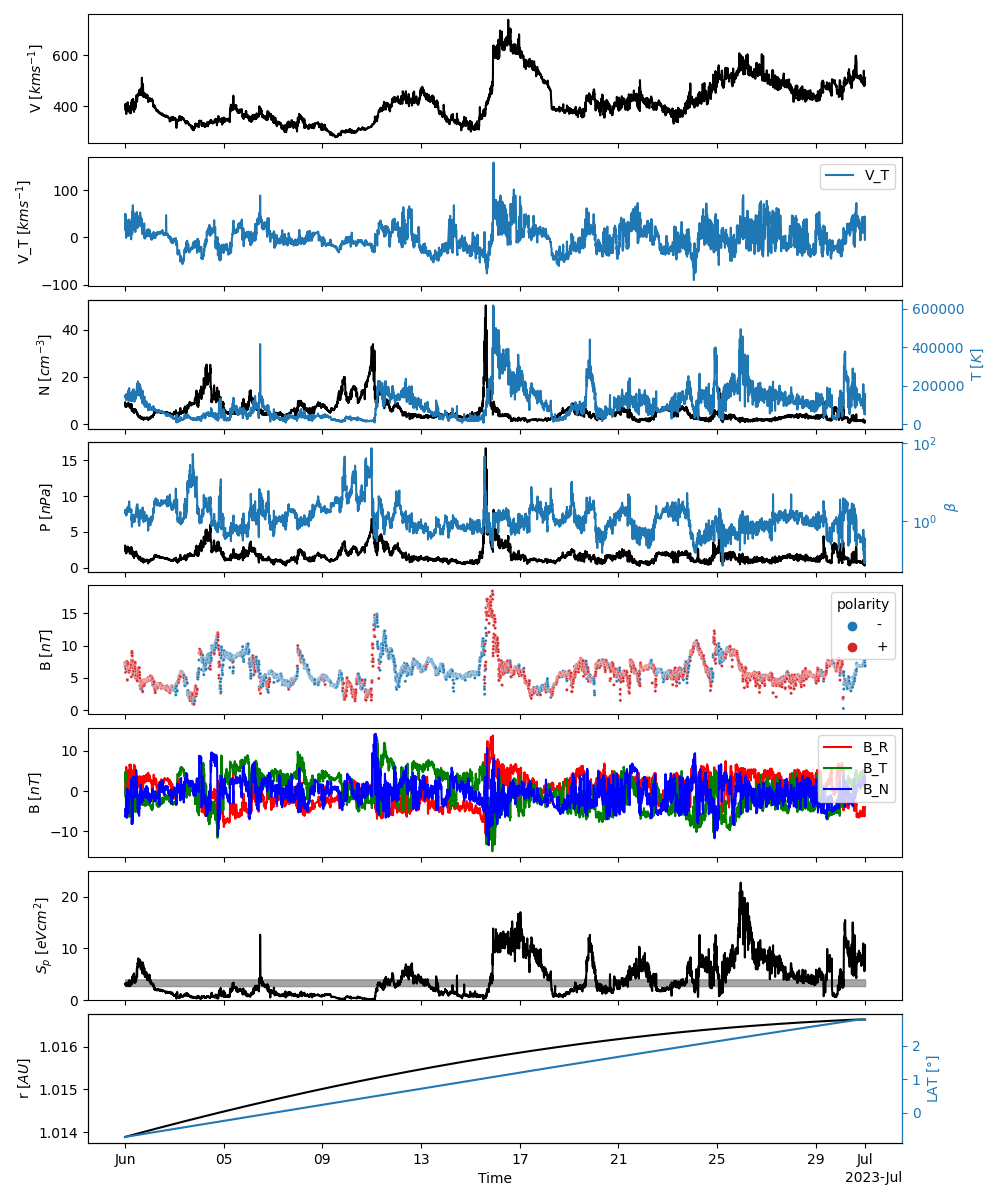 600
400
V [kms⁻¹]
100
0
−100
V_T [kms⁻¹]
V_T
40
20
0
N [cm⁻³]
600000
400000
200000
0
T [K]
15
10
5
0
P [nPa]
10²
10⁰
β
15
10
5
0
B [nT]
polarity
-
+
10
0
−10
B [nT]
B_R
B_T
B_N
20
10
0
Sₚ [eVcm²]
1.016
1.015
1.014
r [AU]
2
1
0
LAT [°]
Jun 05 09 13 17 21 25 29 Jul
Time
2023-Jul